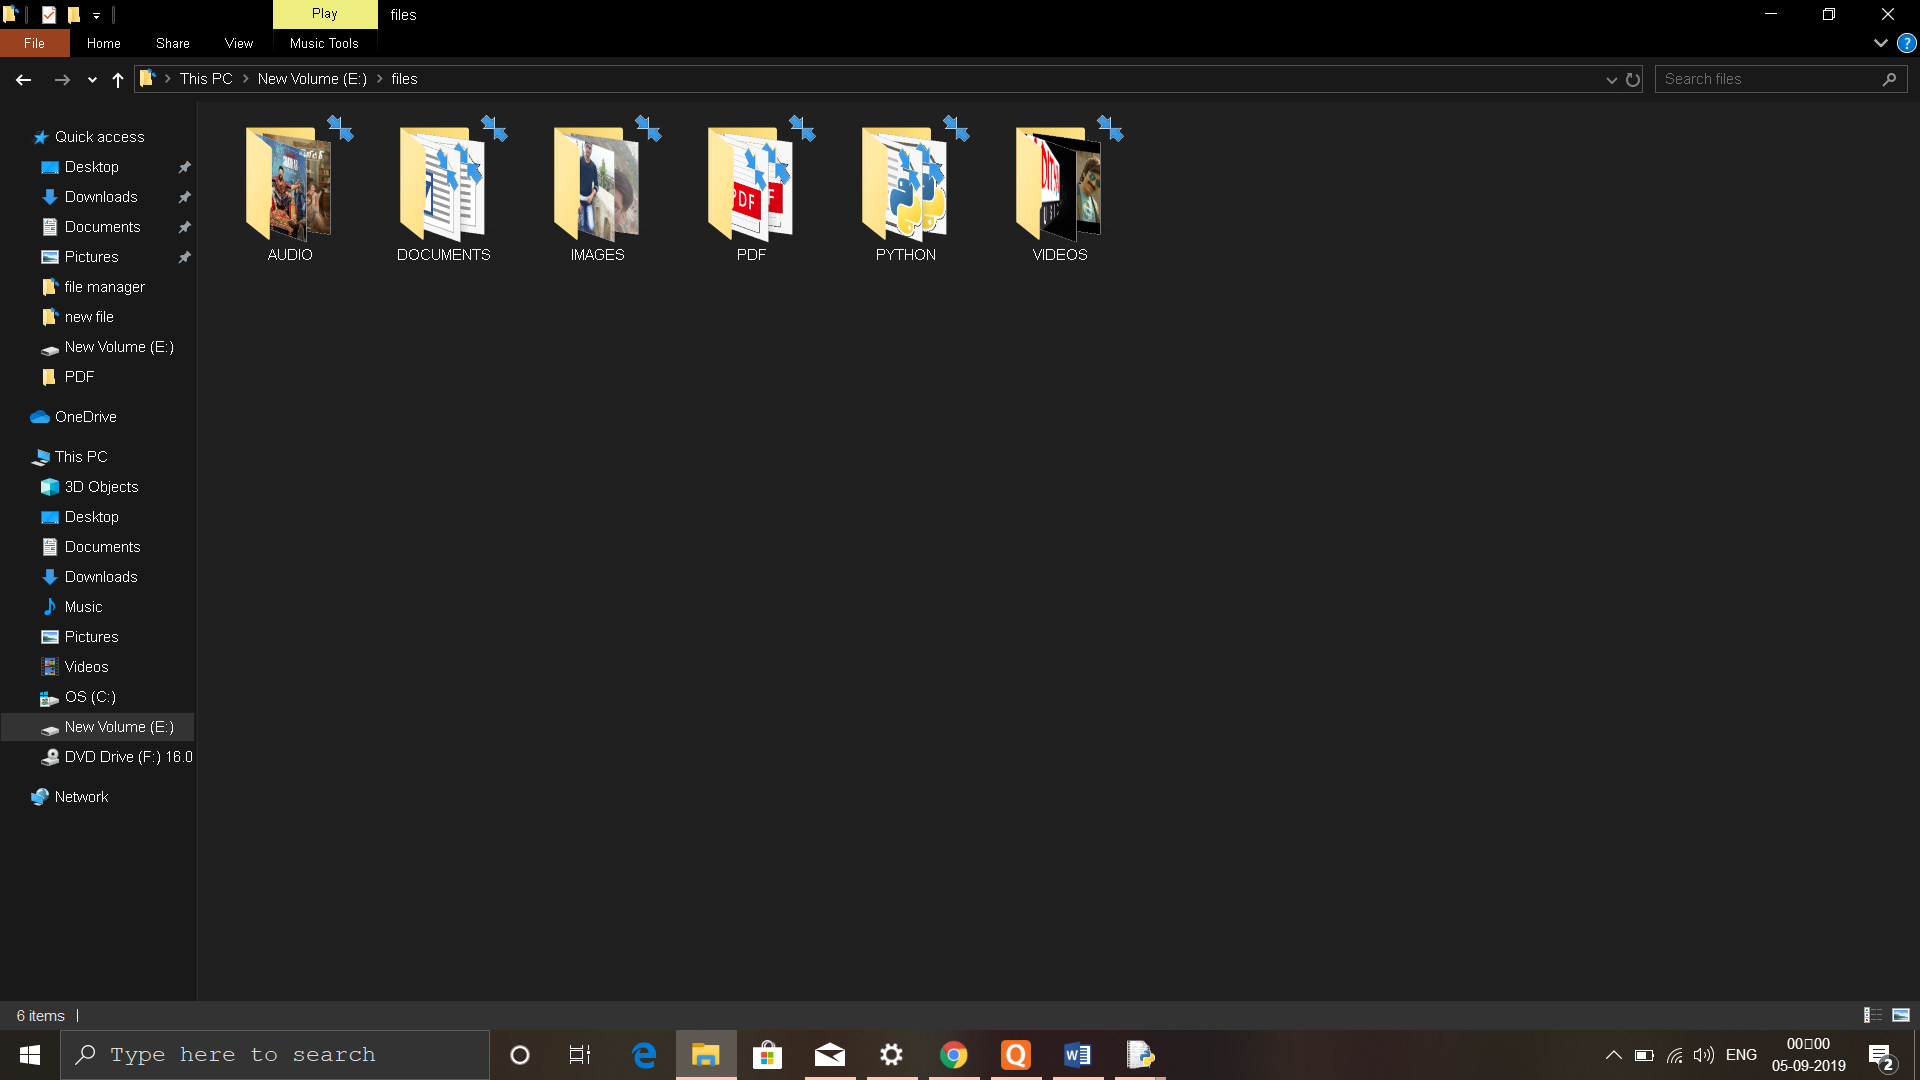 Play
files
File
Home
Share
View
Music Tools
This PC
New Volume (E:)
files
Search files
Quick access
Desktop
Downloads
Documents
Pictures
file manager
new file
New Volume (E:)
PDF
OneDrive
This PC
3D Objects
Desktop
Documents
Downloads
Music
Pictures
Videos
OS (C:)
New Volume (E:)
DVD Drive (F:) 16.0
Network
AUDIO
DOCUMENTS
IMAGES
PDF
PYTHON
VIDEOS
6 items
Type here to search
ENG
00▯00
05-09-2019
2